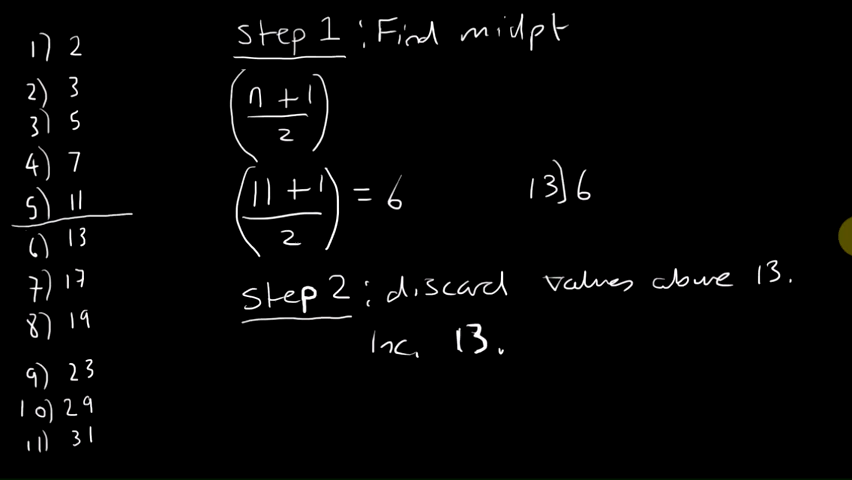 1) 2
2) 3
3) 5
4) 7
5) 11
6) 13
7) 17
8) 19
9) 23
10) 29
11) 31
Step 1 : Find midpt
(n + 1 / 2)
(11 + 1 / 2) = 6
13) 6
Step 2 : discard values above 13.
Inc. 13.